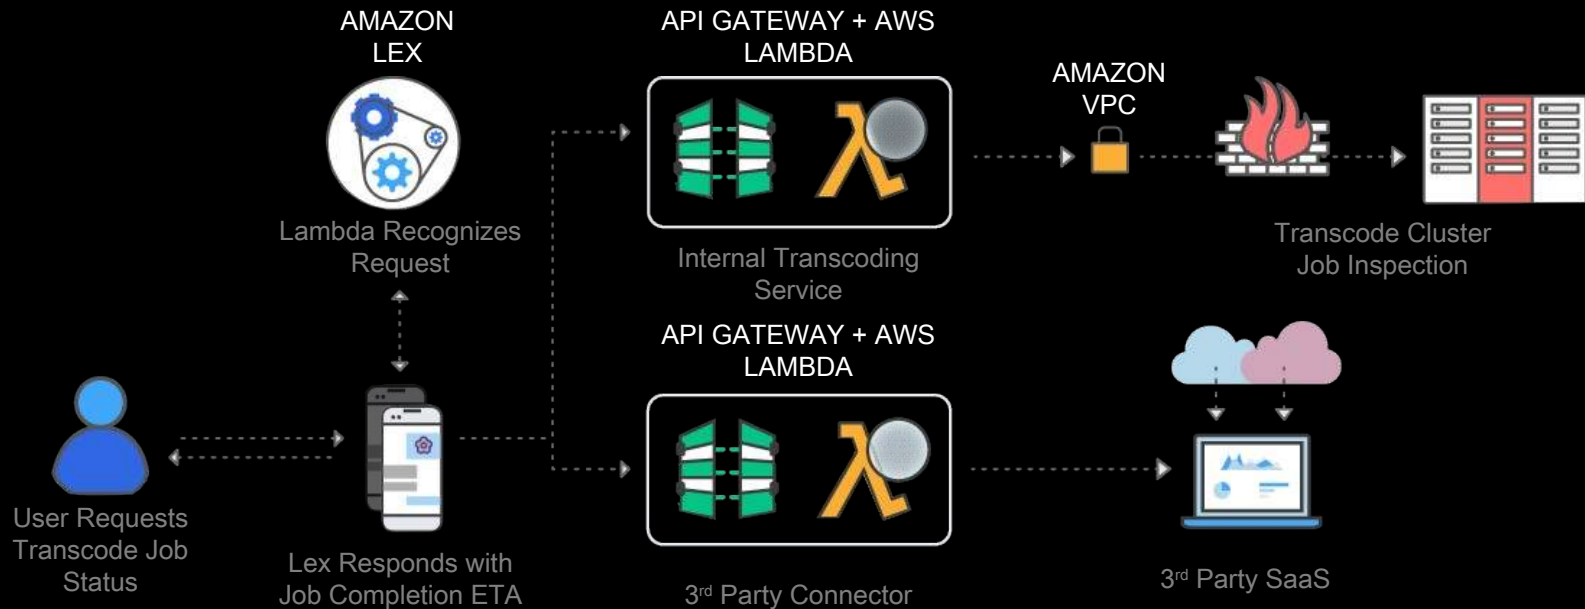 AMAZON
LEX
Lambda Recognizes
Request
API GATEWAY + AWS
LAMBDA
Internal Transcoding
Service
AMAZON
VPC
Transcode Cluster
Job Inspection
User Requests
Transcode Job
Status
Lex Responds with
Job Completion ETA
API GATEWAY + AWS
LAMBDA
3rd Party Connector
3rd Party SaaS